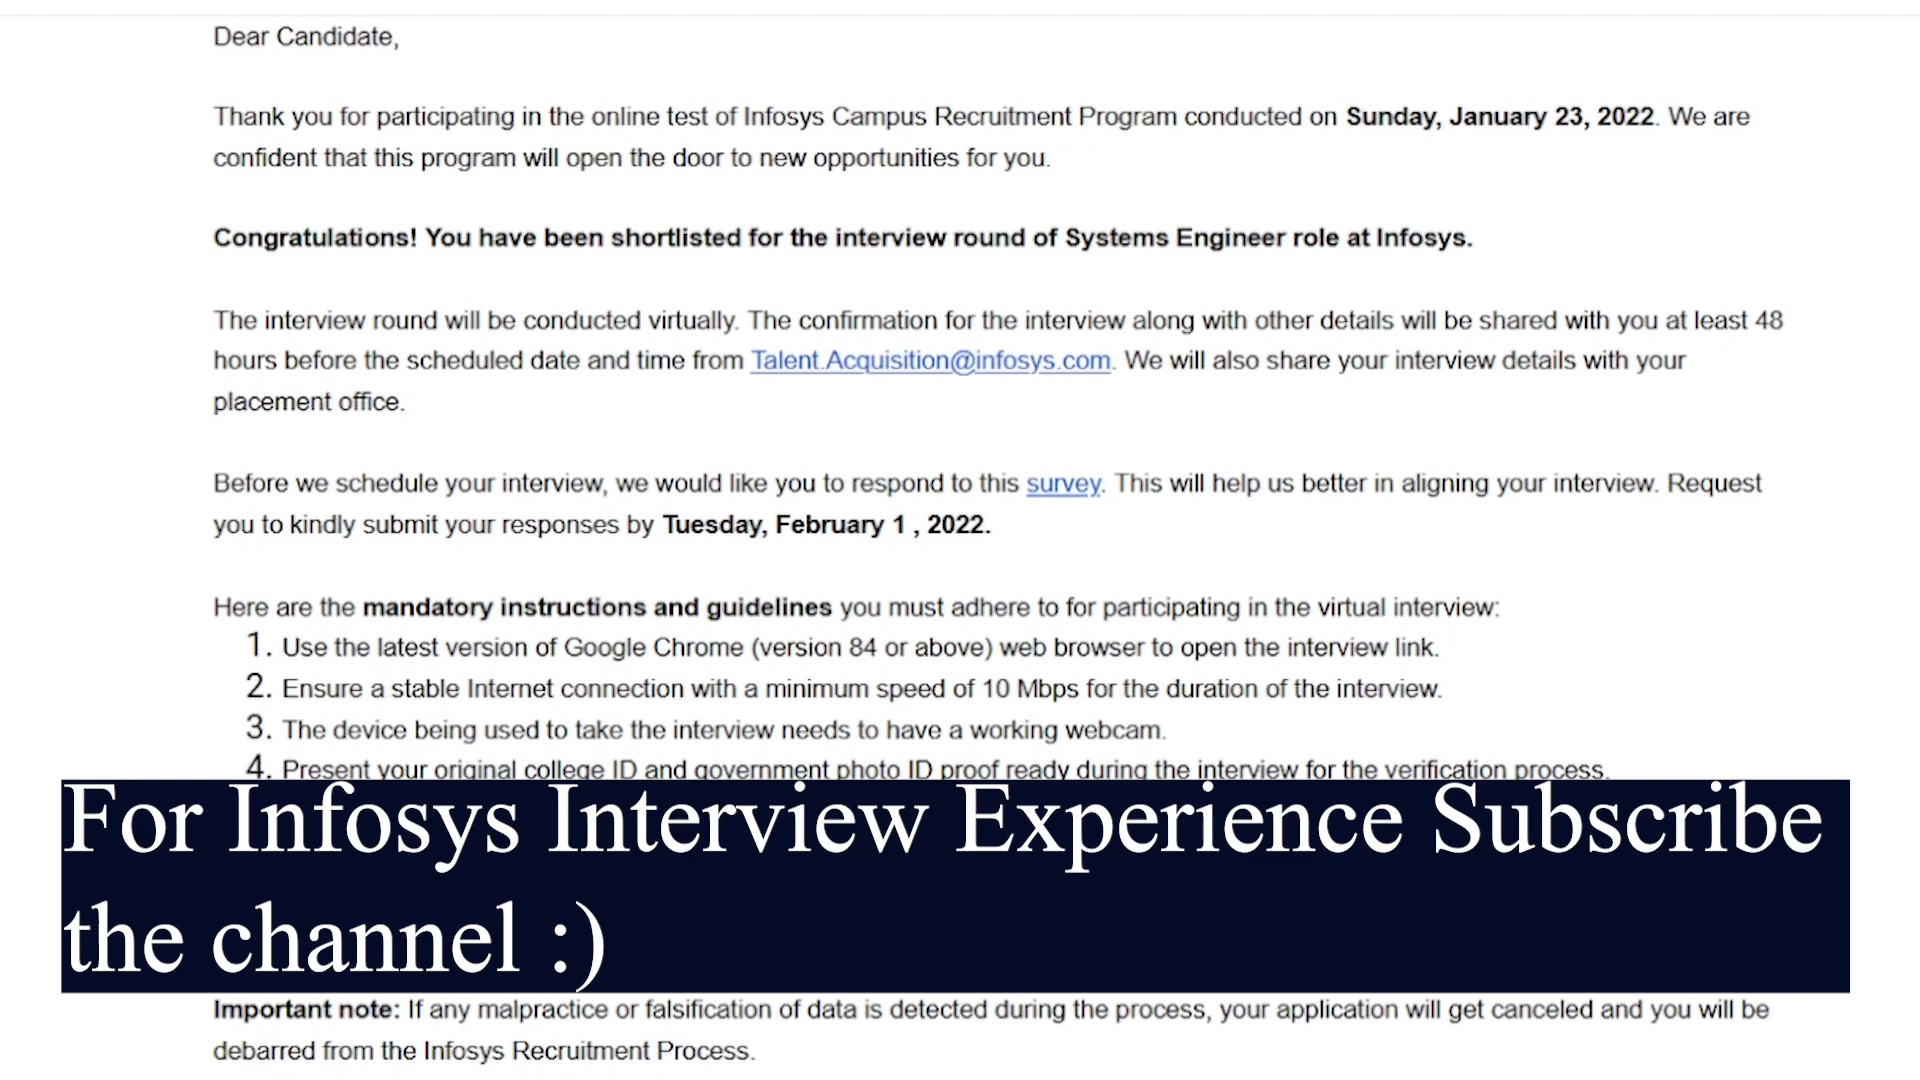 Dear Candidate,
Thank you for participating in the online test of Infosys Campus Recruitment Program conducted on Sunday, January 23, 2022. We are
confident that this program will open the door to new opportunities for you.
Congratulations! You have been shortlisted for the interview round of Systems Engineer role at Infosys.
The interview round will be conducted virtually. The confirmation for the interview along with other details will be shared with you at least 48
hours before the scheduled date and time from Talent.Acquisition@infosys.com. We will also share your interview details with your
placement office.
Before we schedule your interview, we would like you to respond to this survey. This will help us better in aligning your interview. Request
you to kindly submit your responses by Tuesday, February 1 , 2022.
Here are the mandatory instructions and guidelines you must adhere to for participating in the virtual interview:
1. Use the latest version of Google Chrome (version 84 or above) web browser to open the interview link.
2. Ensure a stable Internet connection with a minimum speed of 10 Mbps for the duration of the interview.
3. The device being used to take the interview needs to have a working webcam.
4. Present your original college ID and government photo ID proof ready during the interview for the verification process.
For Infosys Interview Experience Subscribe
the channel :)
Important note: If any malpractice or falsification of data is detected during the process, your application will get canceled and you will be
debarred from the Infosys Recruitment Process.